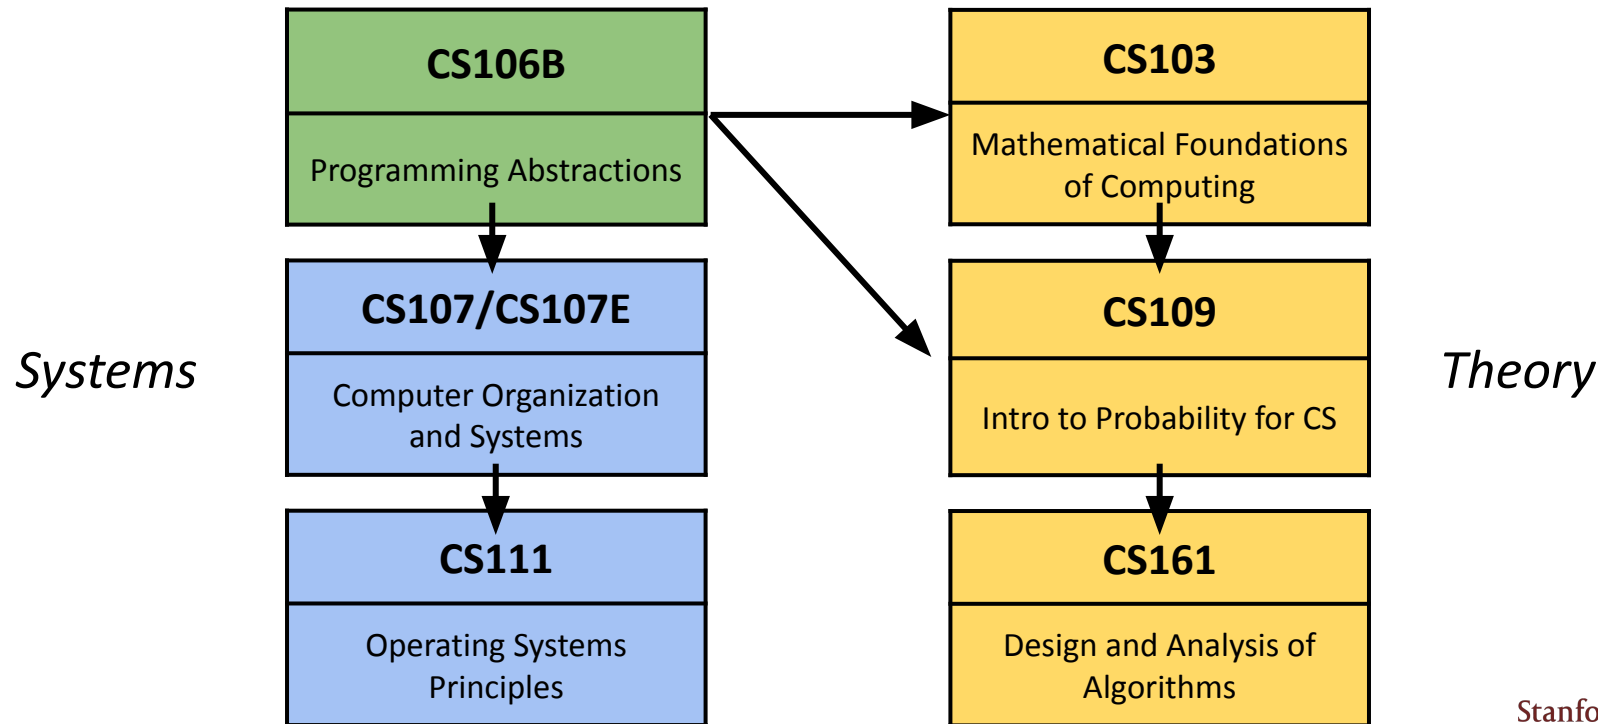 CS106B
Programming Abstractions
CS103
Mathematical Foundations
of Computing
Systems
CS107/CS107E
Computer Organization
and Systems
CS109
Intro to Probability for CS
Theory
CS111
Operating Systems
Principles
CS161
Design and Analysis of
Algorithms
Stanfo